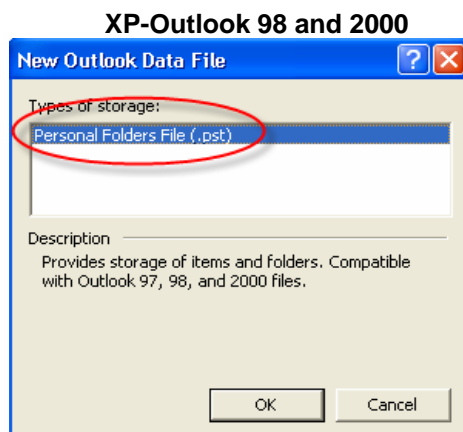 XP-Outlook 98 and 2000
New Outlook Data File
Types of storage:
Personal Folders File (.pst)
Description
Provides storage of items and folders. Compatible
with Outlook 97, 98, and 2000 files.
OK Cancel